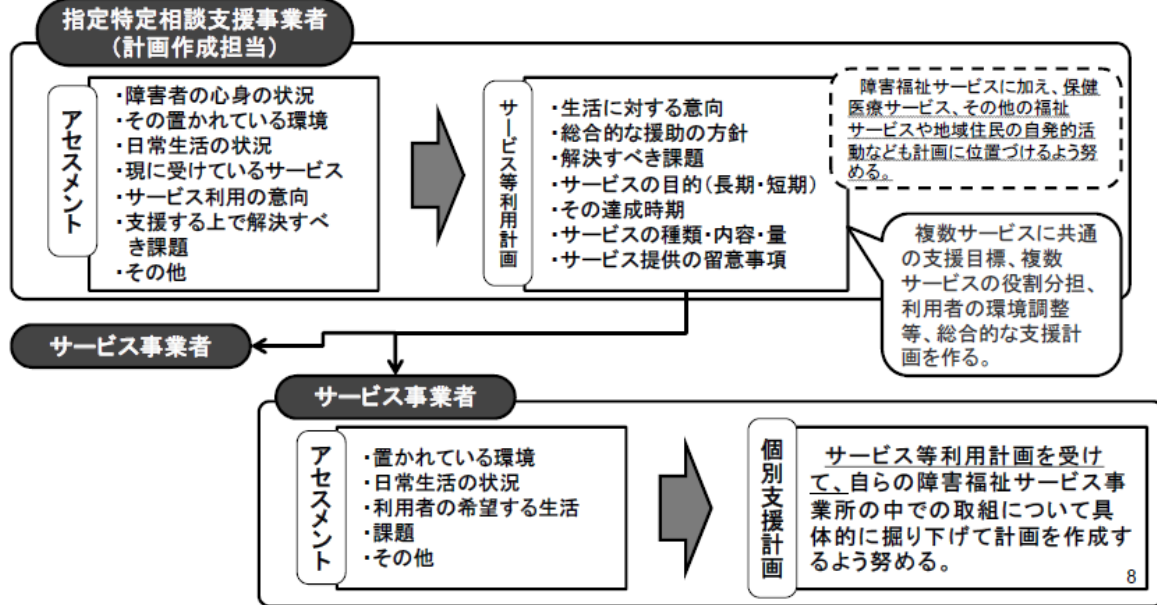 指定特定相談支援事業者
(計画作成担当)
アセスメント
・障害者の心身の状況
・その置かれている環境
・日常生活の状況
・現に受けているサービス
・サービス利用の意向
・支援する上で解決すべ
き課題
・その他
サービス等利用計画
・生活に対する意向
・総合的な援助の方針
・解決すべき課題
・サービスの目的(長期・短期)
・その達成時期
・サービスの種類・内容・量
・サービス提供の留意事項
障害福祉サービスに加え、保健
医療サービス、その他の福祉
サービスや地域住民の自発的活
動なども計画に位置づけるよう努
める。
複数サービスに共通
の支援目標、複数
サービスの役割分担、
利用者の環境調整
等、総合的な支援計
画を作る。
サービス事業者
サービス事業者
アセスメント
・置かれている環境
・日常生活の状況
・利用者の希望する生活
・課題
・その他
個別支援計画
サービス等利用計画を受け
て、自らの障害福祉サービス事
業所の中での取組について具
体的に掘り下げて計画を作成す
るよう努める。
8